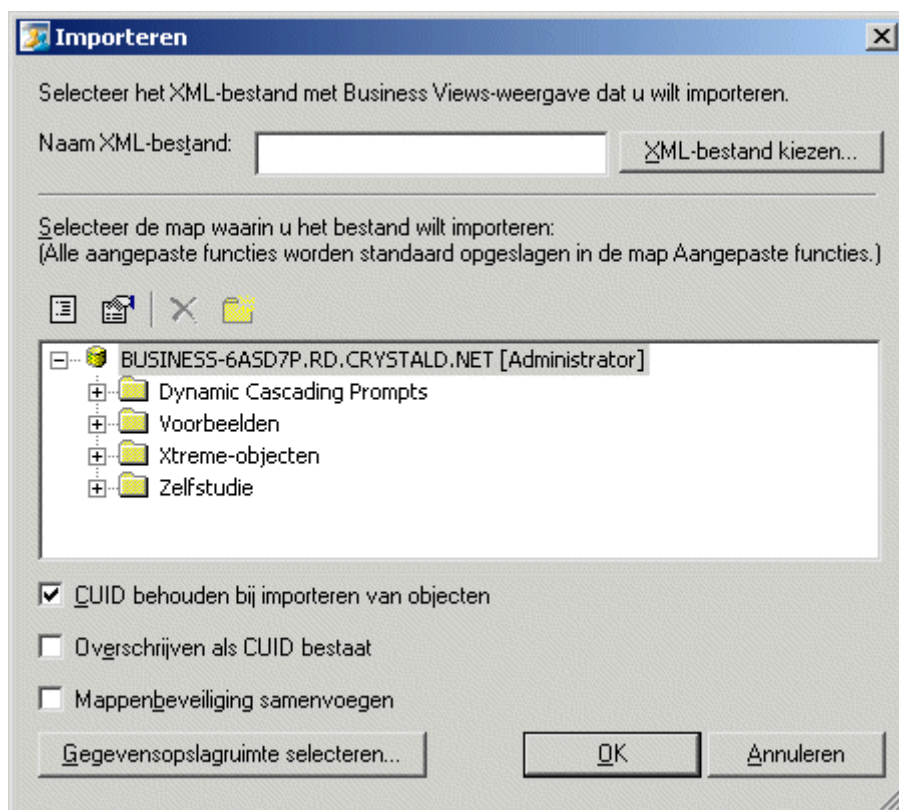 Importeren
Selecteer het XML-bestand met Business Views-weergave dat u wilt importeren.
Naam XML-bestand:
XML-bestand kiezen...
Selecteer de map waarin u het bestand wilt importeren:
(Alle aangepaste functies worden standaard opgeslagen in de map Aangepaste functies.)
BUSINESS-6ASD7P.RD.CRYSTALD.NET [Administrator]
Dynamic Cascading Prompts
Voorbeelden
Xtreme-objecten
Zelfstudie
CUID behouden bij importeren van objecten
Overschrijven als CUID bestaat
Mappenbeveiliging samenvoegen
Gegevensopslagruimte selecteren...
OK
Annuleren